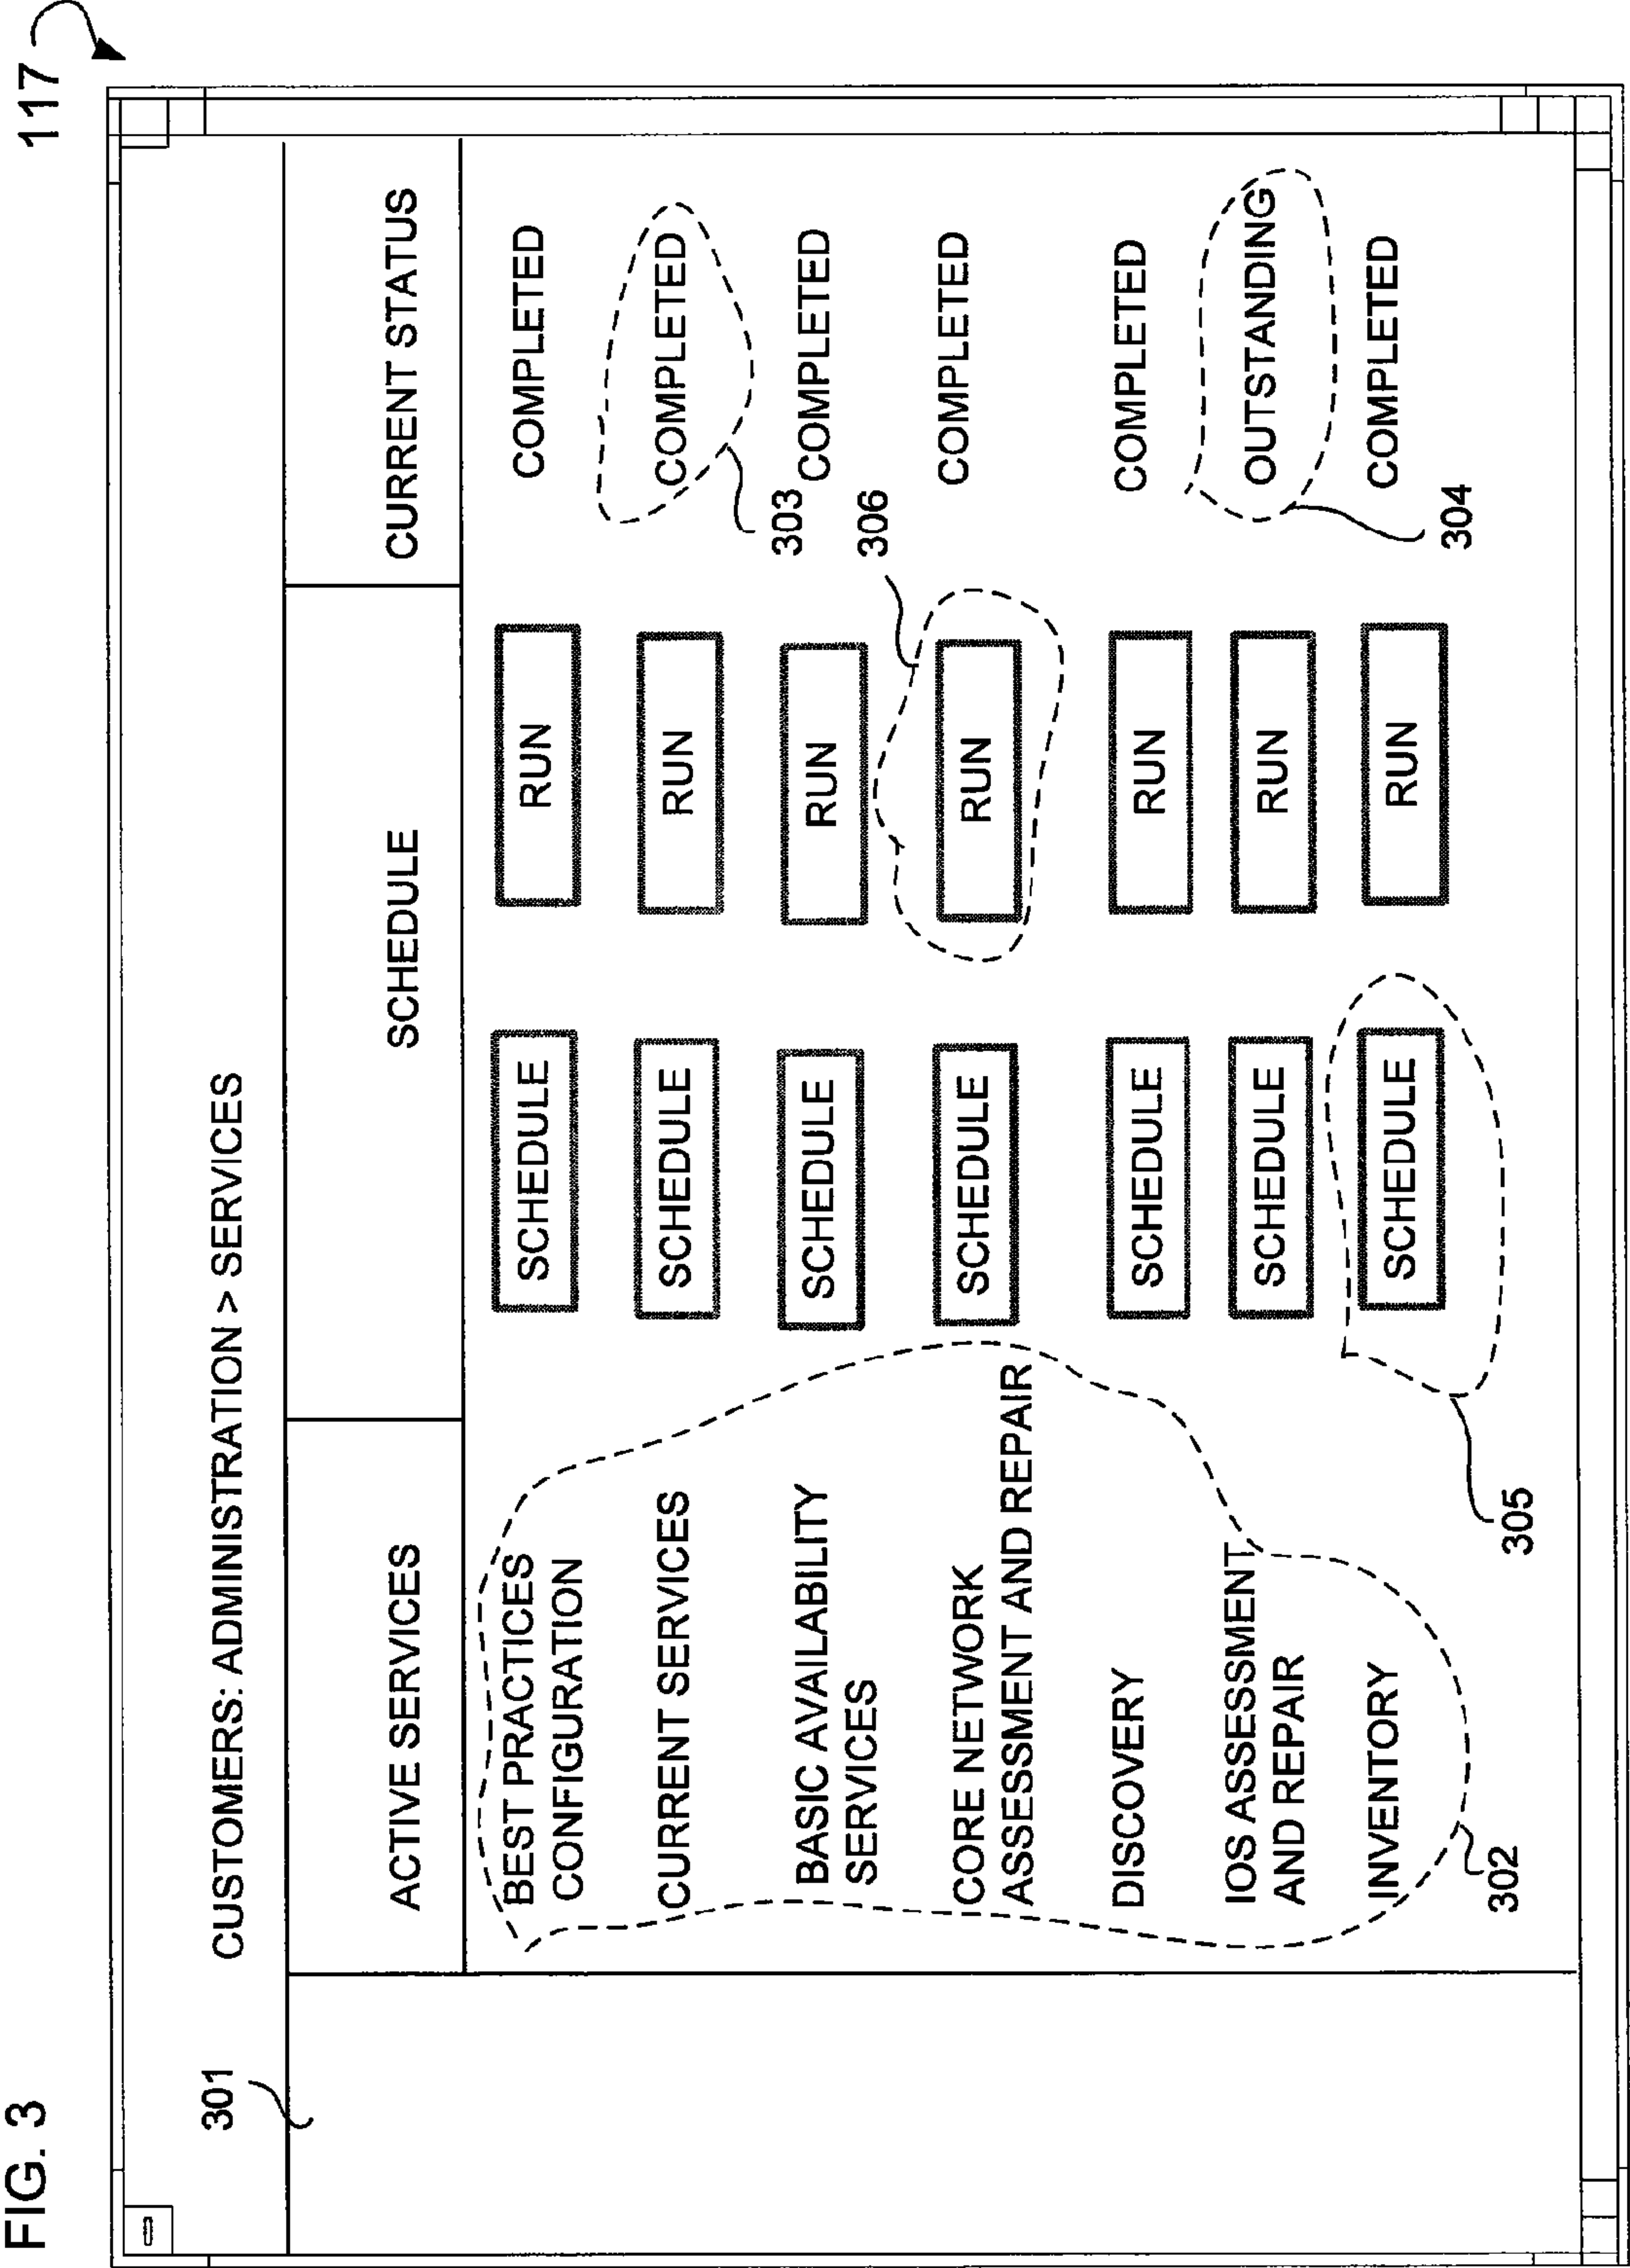 FIG. 3
117
301
CUSTOMERS: ADMINISTRATION > SERVICES
ACTIVE SERVICES
SCHEDULE
CURRENT STATUS
BEST PRACTICES
CONFIGURATION
SCHEDULE
RUN
COMPLETED
CURRENT SERVICES
SCHEDULE
RUN
COMPLETED
303
BASIC AVAILABILITY
SERVICES
SCHEDULE
RUN
COMPLETED
306
CORE NETWORK
ASSESSMENT AND REPAIR
SCHEDULE
RUN
COMPLETED
DISCOVERY
SCHEDULE
RUN
COMPLETED
IOS ASSESSMENT
AND REPAIR
SCHEDULE
RUN
OUTSTANDING
304
INVENTORY
SCHEDULE
RUN
COMPLETED
302
305